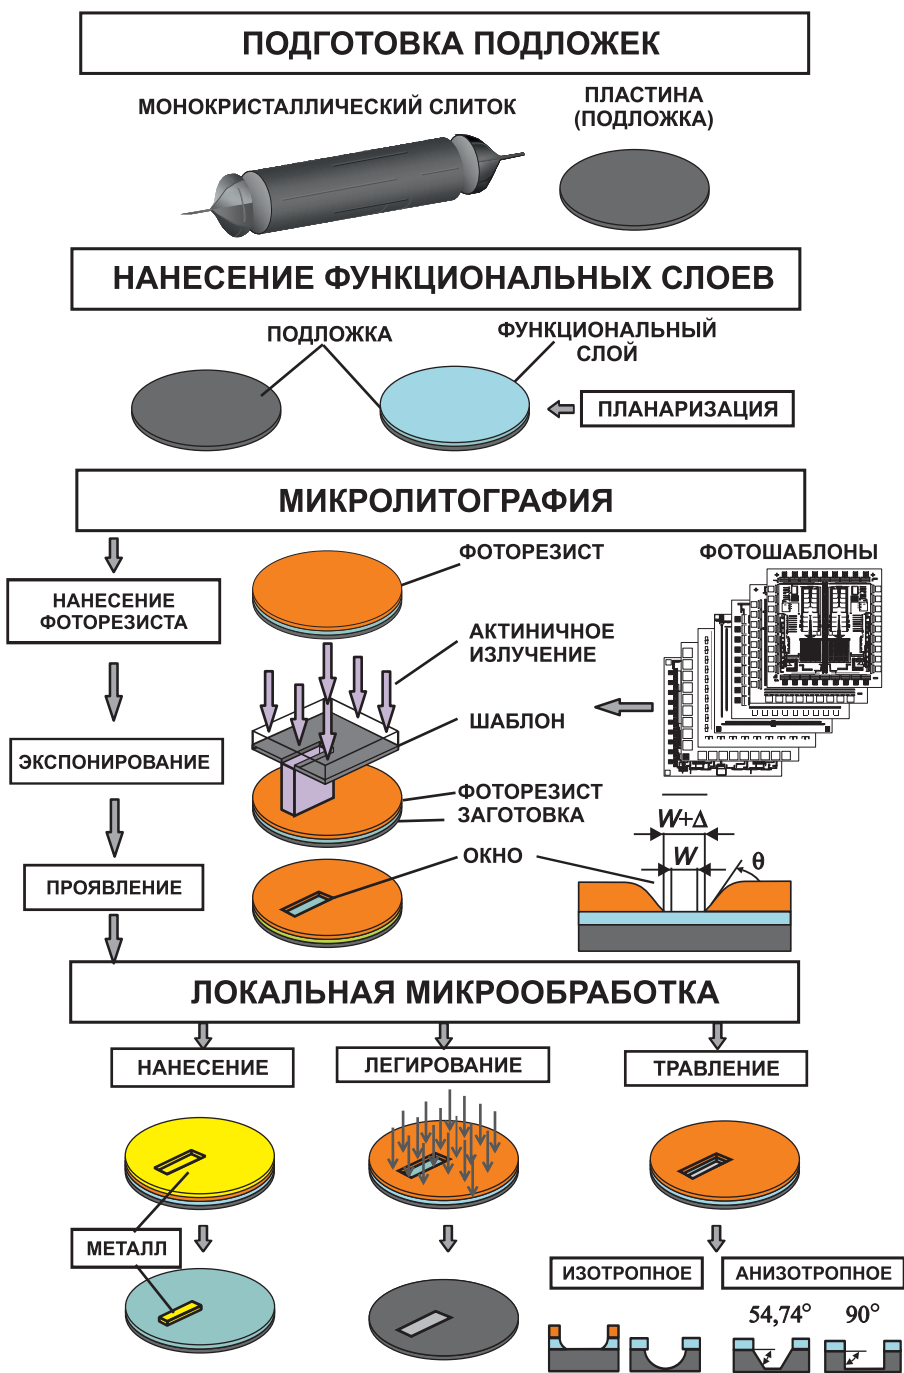 ПОДГОТОВКА ПОДЛОЖЕК
МОНОКРИСТАЛЛИЧЕСКИЙ СЛИТОК
ПЛАСТИНА
(ПОДЛОЖКА)
НАНЕСЕНИЕ ФУНКЦИОНАЛЬНЫХ СЛОЕВ
ПОДЛОЖКА
ФУНКЦИОНАЛЬНЫЙ
СЛОЙ
ПЛАНАРИЗАЦИЯ
МИКРОЛИТОГРАФИЯ
ФОТОРЕЗИСТ
ФОТОШАБЛОНЫ
НАНЕСЕНИЕ
ФОТОРЕЗИСТА
АКТИНИЧНОЕ
ИЗЛУЧЕНИЕ
ШАБЛОН
ЭКСПОНИРОВАНИЕ
ФОТОРЕЗИСТ
ЗАГОТОВКА
W+Δ
W
ОКНО
θ
ПРОЯВЛЕНИЕ
ЛОКАЛЬНАЯ МИКРООБРАБОТКА
НАНЕСЕНИЕ
ЛЕГИРОВАНИЕ
ТРАВЛЕНИЕ
МЕТАЛЛ
ИЗОТРОПНОЕ
АНИЗОТРОПНОЕ
54,74°
90°